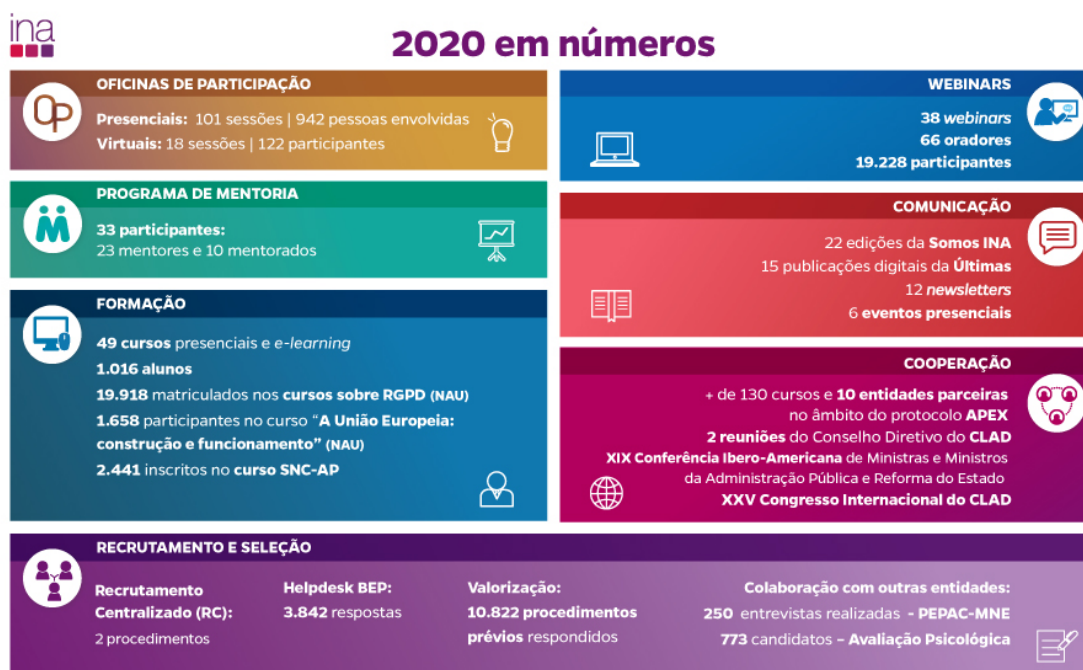 ina
2020 em números
OFICINAS DE PARTICIPAÇÃO
Op
Presenciais: 101 sessões | 942 pessoas envolvidas
Virtuais: 18 sessões | 122 participantes
PROGRAMA DE MENTORIA
33 participantes:
23 mentores e 10 mentorados
FORMAÇÃO
49 cursos presenciais e e-learning
1.016 alunos
19.918 matriculados nos cursos sobre RGPD (NAU)
1.658 participantes no curso “A União Europeia:
construção e funcionamento” (NAU)
2.441 inscritos no curso SNC-AP
WEBINARS
38 webinars
66 oradores
19.228 participantes
COMUNICAÇÃO
22 edições da Somos INA
15 publicações digitais da Últimas
12 newsletters
6 eventos presenciais
COOPERAÇÃO
+ de 130 cursos e 10 entidades parceiras
no âmbito do protocolo APEX
2 reuniões do Conselho Diretivo do CLAD
XIX Conferência Ibero-Americana de Ministras e Ministros
da Administração Pública e Reforma do Estado
XXV Congresso Internacional do CLAD
RECRUTAMENTO E SELEÇÃO
Recrutamento
Centralizado (RC):
2 procedimentos
Helpdesk BEP:
3.842 respostas
Valorização:
10.822 procedimentos
prévios respondidos
Colaboração com outras entidades:
250 entrevistas realizadas - PEPAC-MNE
773 candidatos – Avaliação Psicológica